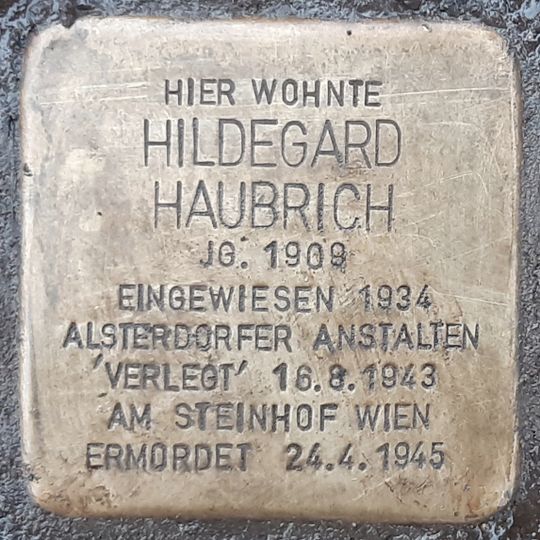 HIER WOHNTE
HILDEGARD
HAUBRICH
JG. 1909
EINGEWIESEN 1934
ALSTERDORFER ANSTALTEN
'VERLEGT' 16.8.1943
AM STEINHOF WIEN
ERMORDET 24.4.1945